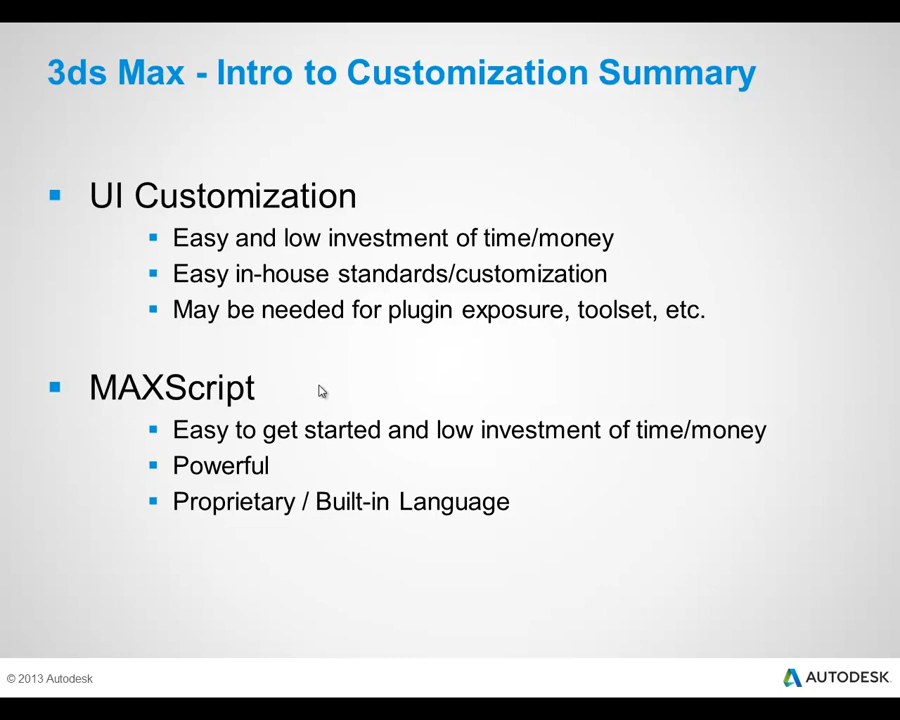 3ds Max - Intro to Customization Summary
UI Customization
Easy and low investment of time/money
Easy in-house standards/customization
May be needed for plugin exposure, toolset, etc.
MAXScript
Easy to get started and low investment of time/money
Powerful
Proprietary / Built-in Language
© 2013 Autodesk
AUTODESK.